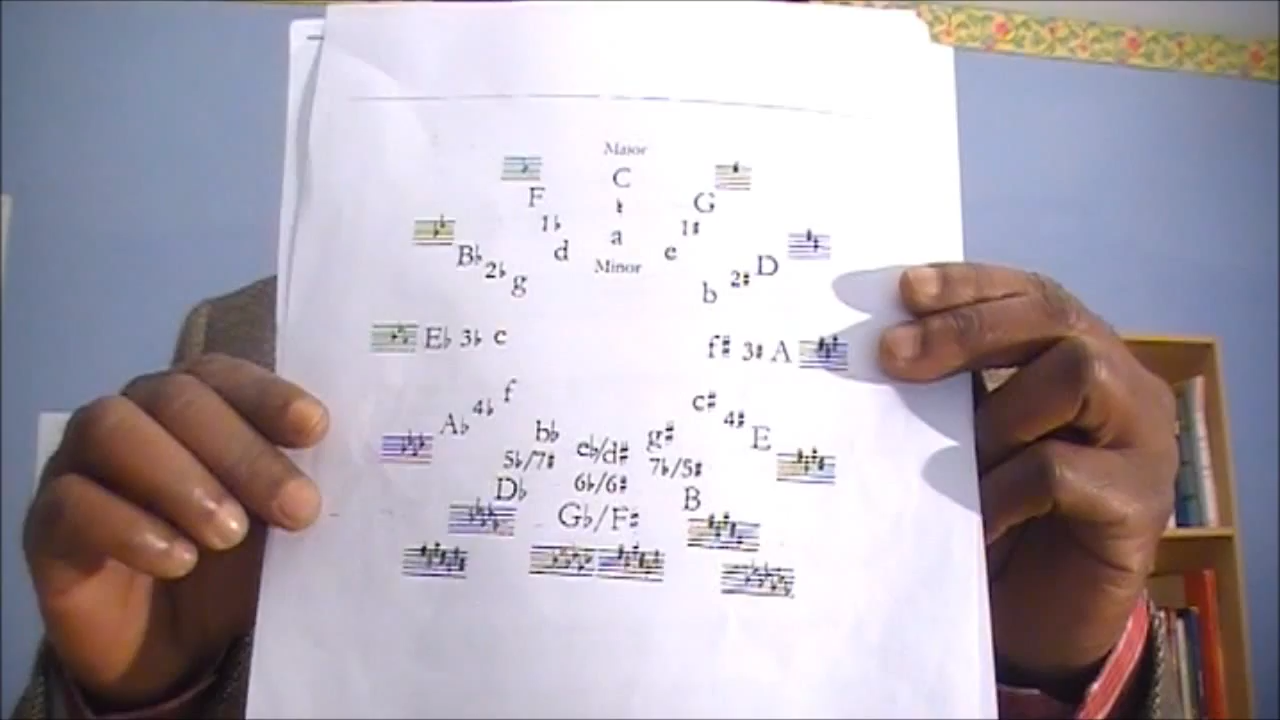 Major
C
♮
a
Minor
F
1♭
d
G
1♯
e
B♭
2♭
g
D
2♯
b
E♭ 3♭ c
f♯ 3♯ A
A♭
4♭
f
c♯
4♯
E
b♭
5♭/7♯
D♭
e♭/d♯
6♭/6♯
G♭/F♯
g♯
7♭/5♯
B